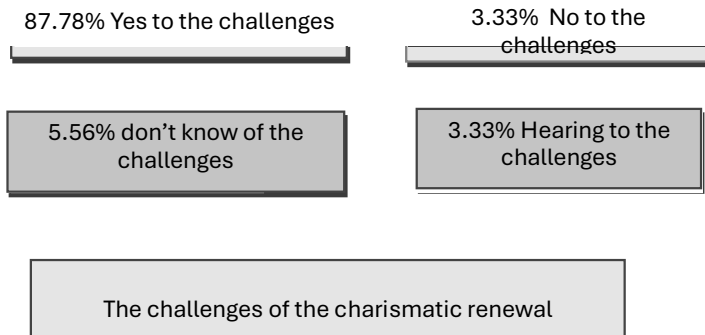 87.78% Yes to the challenges
3.33%  No to the
challenges
5.56% don’t know of the
challenges
3.33% Hearing to the
challenges
The challenges of the charismatic renewal